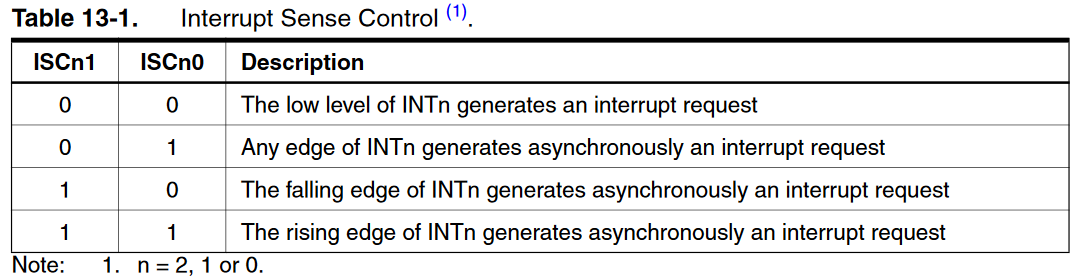 Table 13-1. Interrupt Sense Control (1).
ISCn1 ISCn0 Description
0 0 The low level of INTn generates an interrupt request
0 1 Any edge of INTn generates asynchronously an interrupt request
1 0 The falling edge of INTn generates asynchronously an interrupt request
1 1 The rising edge of INTn generates asynchronously an interrupt request
Note: 1. n = 2, 1 or 0.